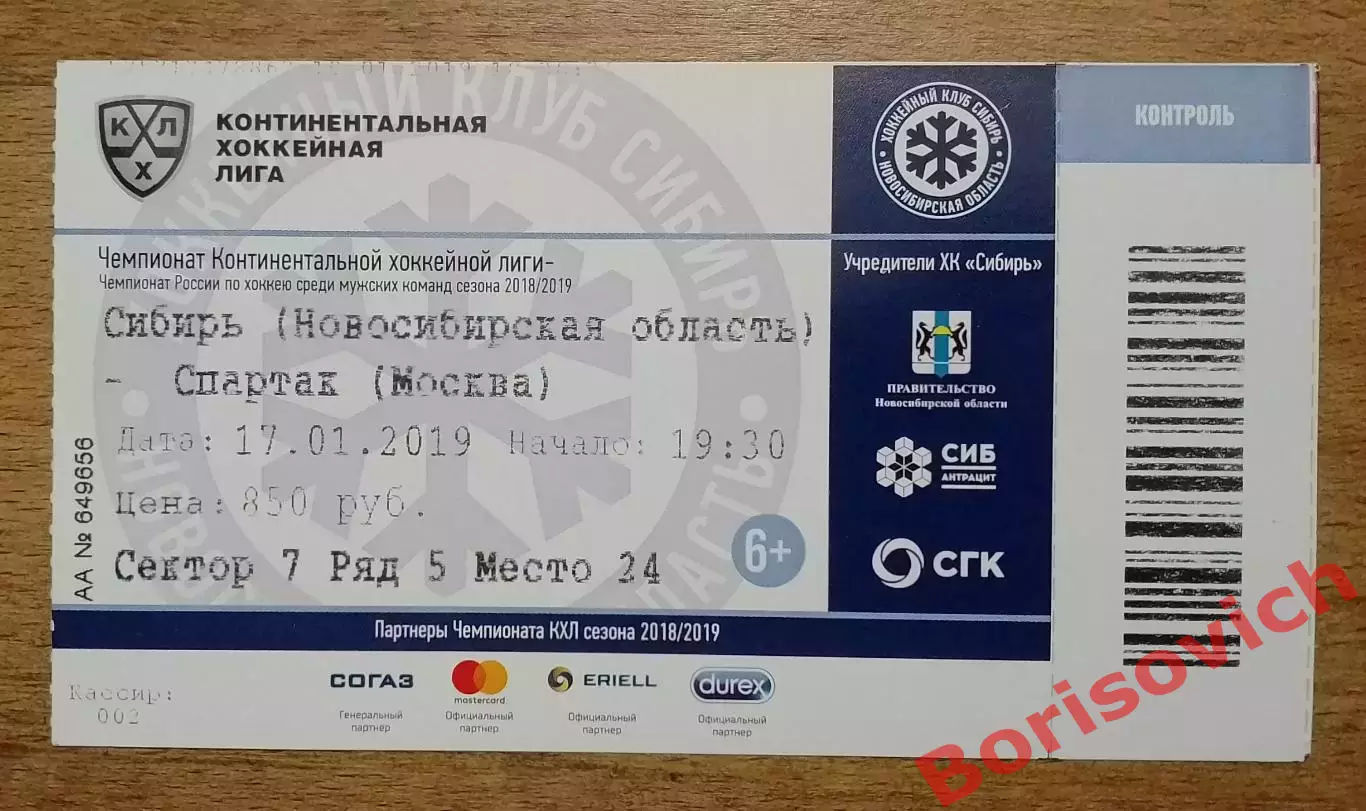 КХЛ
Х
КОНТИНЕНТАЛЬНАЯ
ХОККЕЙНАЯ
ЛИГА
ХОККЕЙНЫЙ КЛУБ СИБИРЬ
НОВОСИБИРСКАЯ ОБЛАСТЬ
КОНТРОЛЬ
Чемпионат Континентальной хоккейной лиги-
Чемпионат России по хоккею среди мужских команд сезона 2018/2019
Сибирь (Новосибирская область)
- Спартак (Москва)
Дата: 17.01.2019 Начало: 19:30
Цена: 850 руб.
Сектор 7 Ряд 5 Место 24
6+
АА № 6496656
Учредители ХК «Сибирь»
ПРАВИТЕЛЬСТВО
Новосибирской области
СИБ
АНТРАЦИТ
СГК
Партнеры Чемпионата КХЛ сезона 2018/2019
Кассир:
002
СОГАЗ
Генеральный
партнер
mastercard
Официальный
партнер
ERIELL
Официальный
партнер
durex
Официальный
партнер
Borisovich